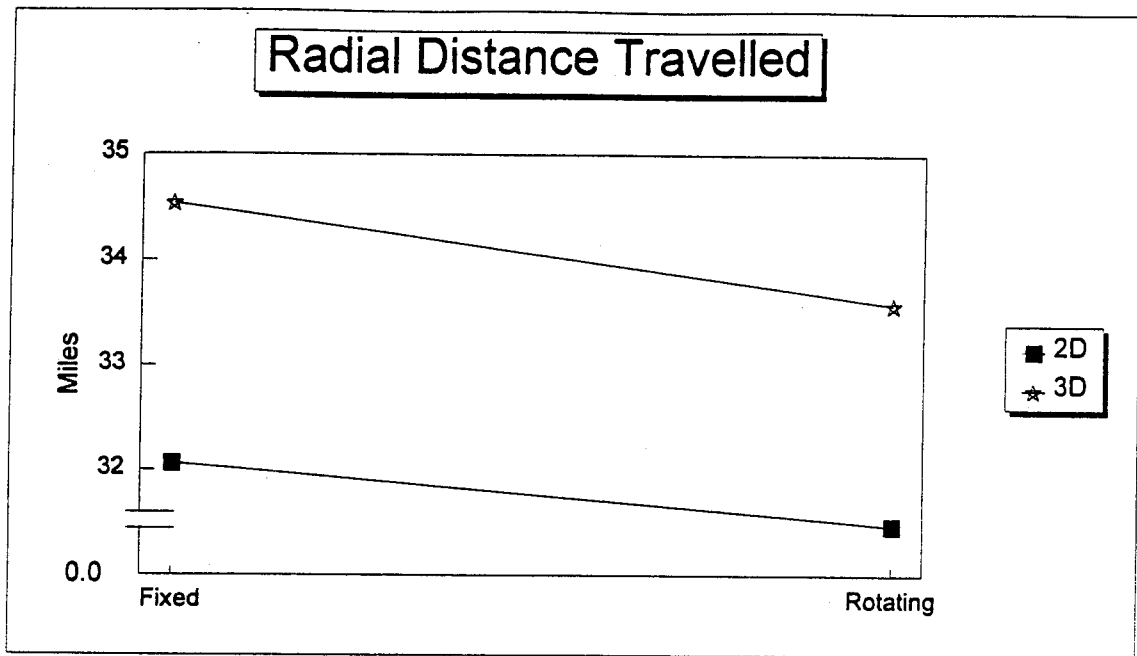 Radial Distance Travelled
35
34
33
32
0.0
Miles
Fixed
Rotating
2D
3D